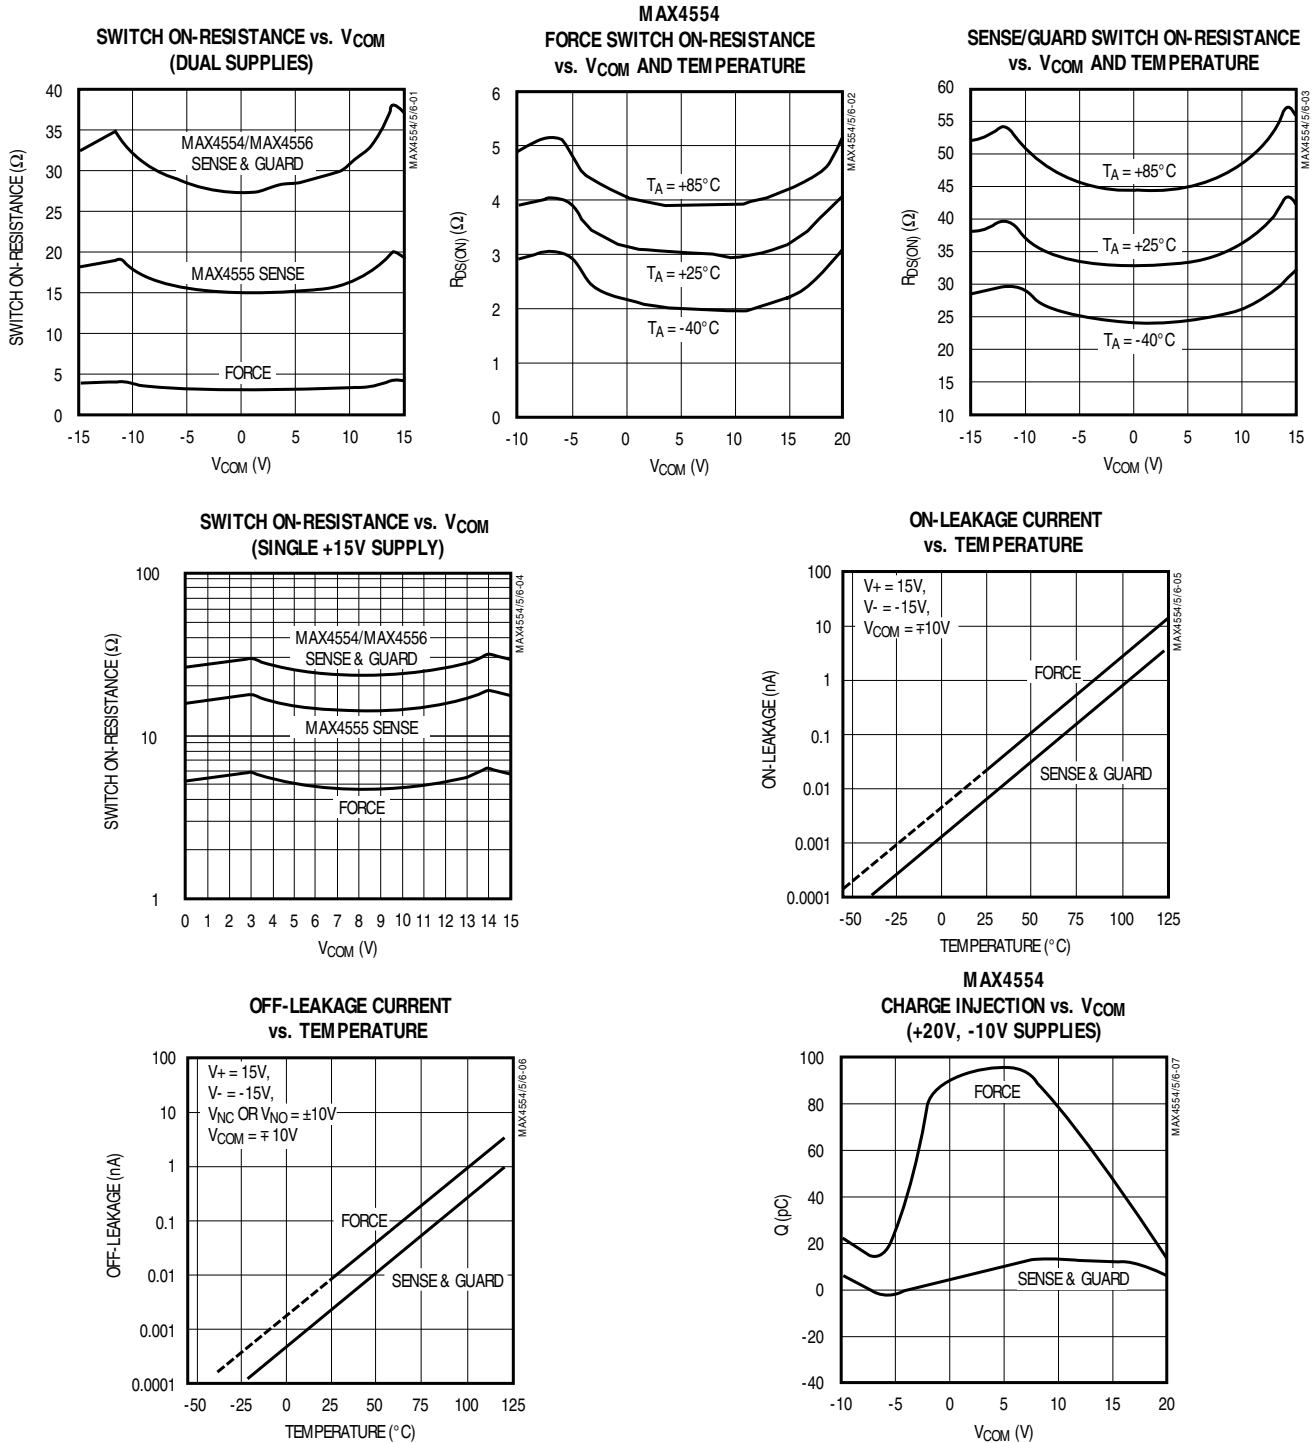 SWITCH ON-RESISTANCE vs. VCOM
(DUAL SUPPLIES)
40
35
30
25
20
15
10
5
0
SWITCH ON-RESISTANCE (Ω)
MAX4554/MAX4556
SENSE & GUARD
MAX4555 SENSE
FORCE
MAX4554/5/6-01
-15 -10 -5 0 5 10 15
VCOM (V)
MAX4554
FORCE SWITCH ON-RESISTANCE
vs. VCOM AND TEMPERATURE
6
5
4
3
2
1
0
RDS(ON) (Ω)
TA = +85°C
TA = +25°C
TA = -40°C
MAX4554/5/6-02
-10 -5 0 5 10 15 20
VCOM (V)
SENSE/GUARD SWITCH ON-RESISTANCE
vs. VCOM AND TEMPERATURE
60
55
50
45
40
35
30
25
20
15
10
RDS(ON) (Ω)
TA = +85°C
TA = +25°C
TA = -40°C
MAX4554/5/6-03
-15 -10 -5 0 5 10 15
VCOM (V)
SWITCH ON-RESISTANCE vs. VCOM
(SINGLE +15V SUPPLY)
100
10
1
SWITCH ON-RESISTANCE (Ω)
MAX4554/MAX4556
SENSE & GUARD
MAX4555 SENSE
FORCE
MAX4554/5/6-04
0 1 2 3 4 5 6 7 8 9 10 11 12 13 14 15
VCOM (V)
ON-LEAKAGE CURRENT
vs. TEMPERATURE
100
10
1
0.1
0.01
0.001
0.0001
ON-LEAKAGE (nA)
V+ = 15V,
V- = -15V,
VCOM = ∓10V
FORCE
SENSE & GUARD
MAX4554/5/6-05
-50 -25 0 25 50 75 100 125
TEMPERATURE (°C)
OFF-LEAKAGE CURRENT
vs. TEMPERATURE
100
10
1
0.1
0.01
0.001
0.0001
OFF-LEAKAGE (nA)
V+ = 15V,
V- = -15V,
VNC OR VNO = ±10V
VCOM = ∓ 10V
FORCE
SENSE & GUARD
MAX4554/5/6-06
-50 -25 0 25 50 75 100 125
TEMPERATURE (°C)
MAX4554
CHARGE INJECTION vs. VCOM
(+20V, -10V SUPPLIES)
100
80
60
40
20
0
-20
-40
Q (pC)
FORCE
SENSE & GUARD
MAX4554/5/6-07
-10 -5 0 5 10 15 20
VCOM (V)